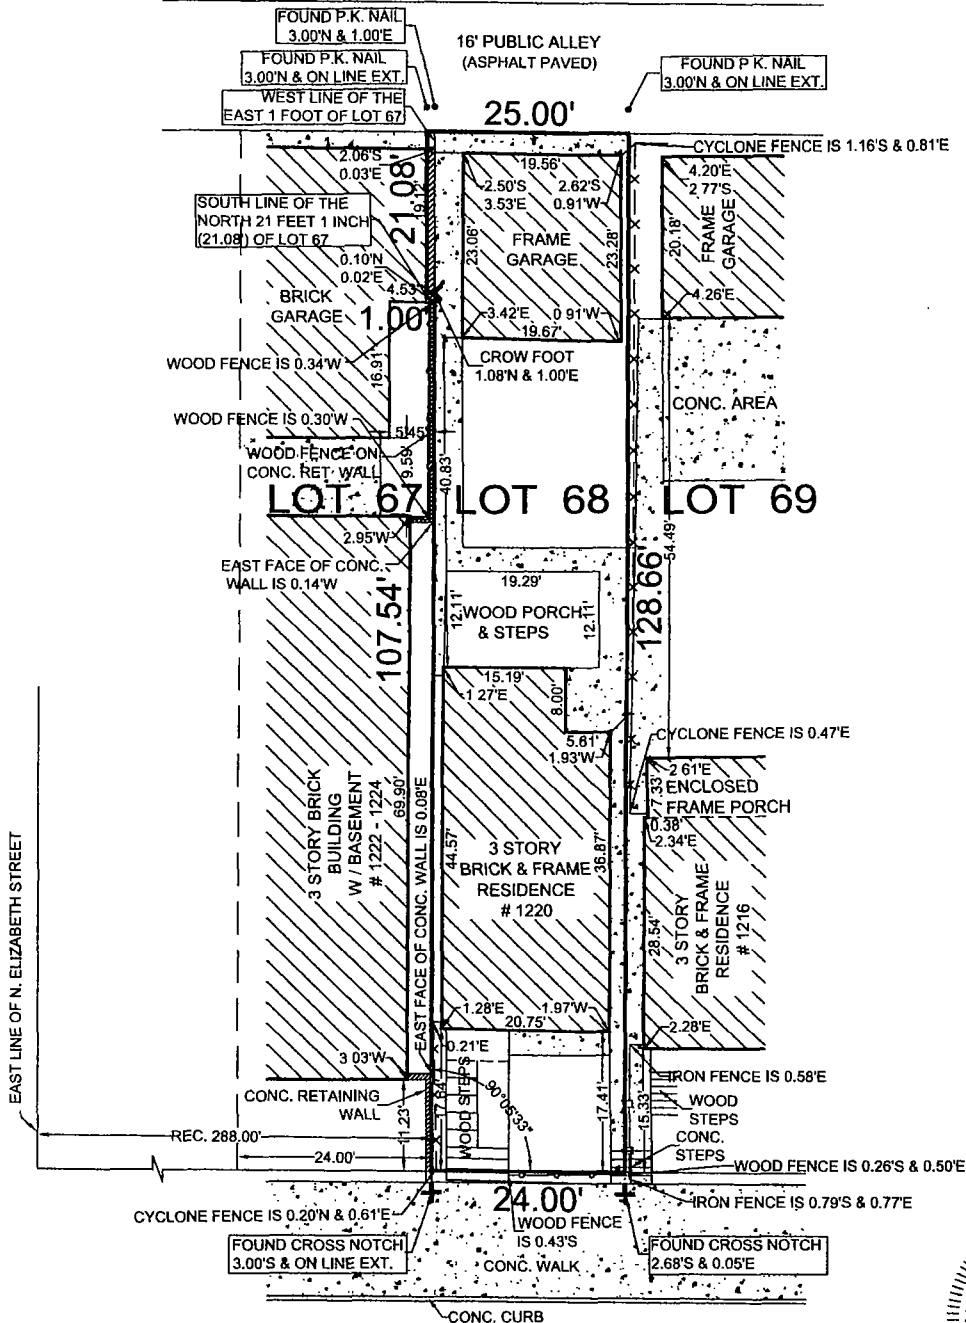 FOUND P.K. NAIL
3.00'N & 1.00'E
16' PUBLIC ALLEY
(ASPHALT PAVED)
FOUND P.K. NAIL
3.00'N & ON LINE EXT.
FOUND P.K. NAIL
3.00'N & ON LINE EXT.
WEST LINE OF THE
EAST 1 FOOT OF LOT 67
25.00'
CYCLONE FENCE IS 1.16'S & 0.81'E
2.06'S
0.03'E
19.56'
2.50'S
3.53'E
2.62'S
0.91'W
4.20'E
2.77'S
21.08'
19.12'
SOUTH LINE OF THE
NORTH 21 FEET 1 INCH
(21.08') OF LOT 67
23.06'
FRAME
GARAGE
23.28'
20.18'
FRAME
GARAGE
0.10'N
0.02'E
4.53'
BRICK
GARAGE
1.00'
3.42'E
0.91'W
19.67'
4.26'E
WOOD FENCE IS 0.34'W
16.91'
CROW FOOT
1.08'N & 1.00'E
CONC. AREA
WOOD FENCE IS 0.30'W
5.45'
WOOD FENCE ON
CONC. RET. WALL
9.59'
40.83'
LOT 67
LOT 68
LOT 69
2.95'W
54.49'
EAST FACE OF CONC.
WALL IS 0.14'W
19.29'
12.11'
WOOD PORCH
& STEPS
12.11'
128.66'
107.54'
15.19'
1.27'E
8.00'
5.61'
1.93'W
CYCLONE FENCE IS 0.47'E
2.61'E
7.33'
ENCLOSED
FRAME PORCH
0.38'
2.34'E
3 STORY BRICK
BUILDING
W / BASEMENT
# 1222 - 1224
69.90'
EAST FACE OF CONC. WALL IS 0.08'E
44.57'
3 STORY
BRICK & FRAME
RESIDENCE
# 1220
36.87'
28.54'
3 STORY
BRICK & FRAME
RESIDENCE
# 1216
EAST LINE OF N. ELIZABETH STREET
1.28'E
1.97'W
20.75'
2.28'E
0.21'E
3.03'W
CONC. RETAINING
WALL
11.23'
17.64'
WOOD STEPS
90°05'33"
17.41'
15.33'
IRON FENCE IS 0.58'E
WOOD
STEPS
CONC.
STEPS
REC. 288.00'
24.00'
WOOD FENCE IS 0.26'S & 0.50'E
24.00'
IRON FENCE IS 0.79'S & 0.77'E
CYCLONE FENCE IS 0.20'N & 0.61'E
WOOD FENCE
IS 0.43'S
FOUND CROSS NOTCH
3.00'S & ON LINE EXT.
FOUND CROSS NOTCH
2.68'S & 0.05'E
CONC. WALK
CONC. CURB